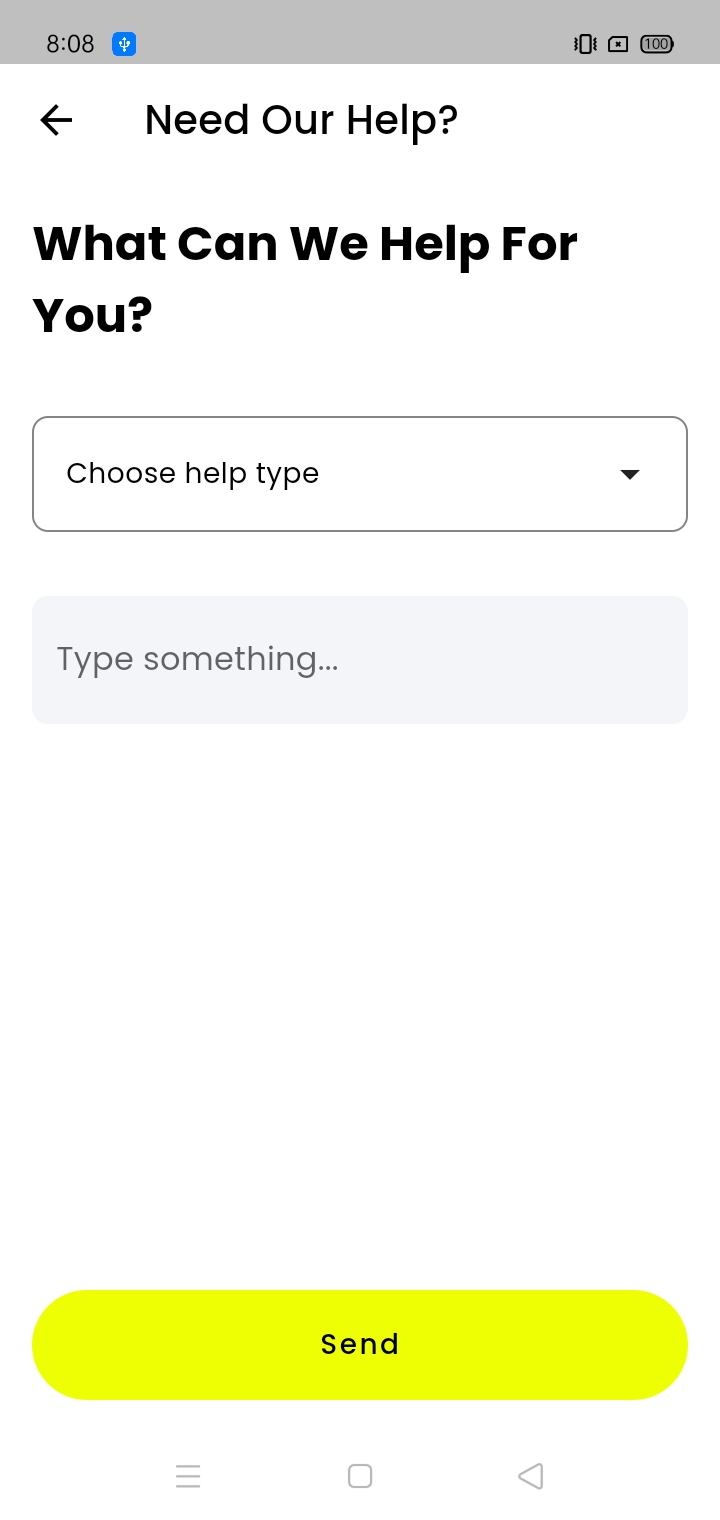 8:08
100
Need Our Help?
What Can We Help For
You?
Choose help type
Type something...
Send